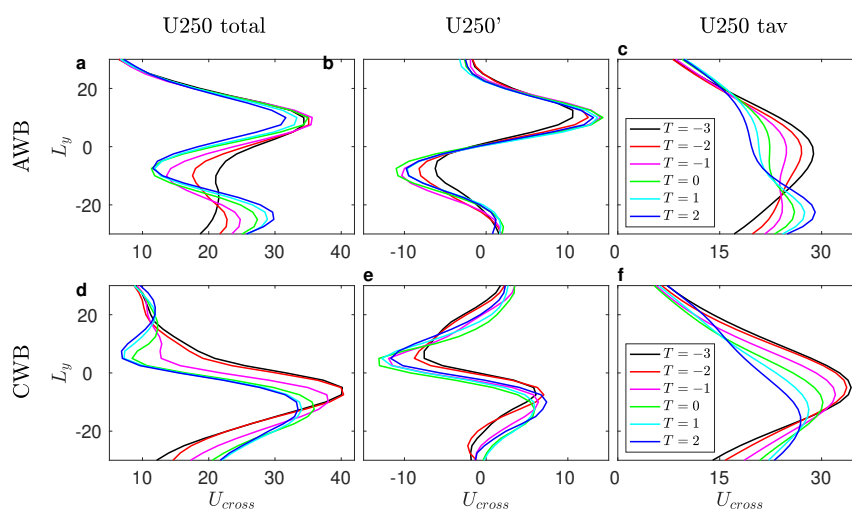 U250 total
U250’
U250 tav
AWB
CWB
a
b
c
d
e
f
L_y
L_y
20
0
-20
10
20
30
40
-10
0
10
0
15
30
20
0
-20
10
20
30
40
-10
0
10
0
15
30
U_cross
U_cross
U_cross
T = −3
T = −2
T = −1
T = 0
T = 1
T = 2
T = −3
T = −2
T = −1
T = 0
T = 1
T = 2